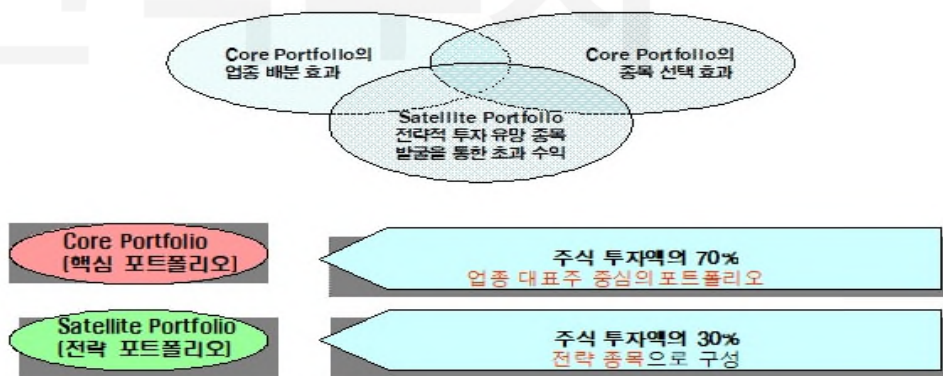 Core Portfolio의
업종 배분 효과
Core Portfolio의
종목 선택 효과
Satellite Portfolio
전략적 투자 유망 종목
발굴을 통한 초과 수익
Core Portfolio
(핵심 포트폴리오)
주식 투자액의 70%
업종 대표주 중심의 포트폴리오
Satellite Portfolio
(전략 포트폴리오)
주식 투자액의 30%
전략 종목으로 구성